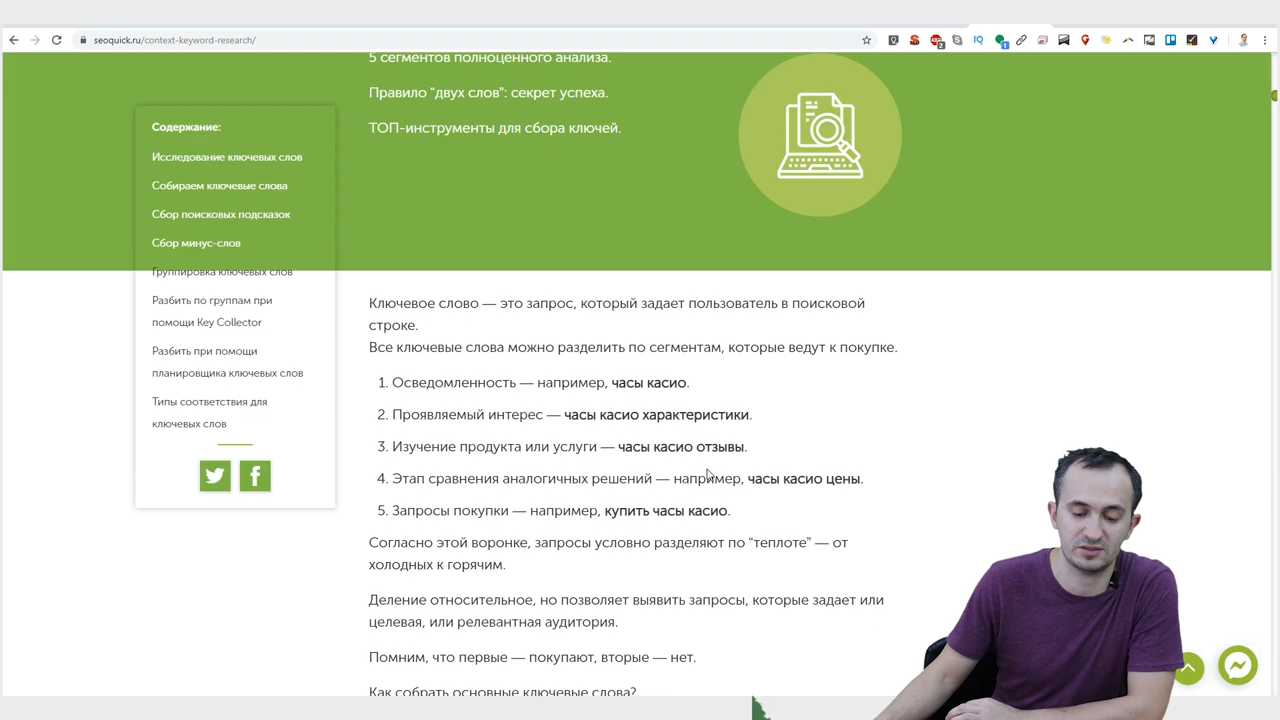 seoquick.ru/context-keyword-research/
5 сегментов полноценного анализа.
Правило “двух слов”: секрет успеха.
ТОП-инструменты для сбора ключей.
Содержание:
Исследование ключевых слов
Собираем ключевые слова
Сбор поисковых подсказок
Сбор минус-слов
Группировка ключевых слов
Разбить по группам при
помощи Key Collector
Разбить при помощи
планировщика ключевых слов
Типы соответствия для
ключевых слов
Ключевое слово — это запрос, который задает пользователь в поисковой
строке.
Все ключевые слова можно разделить по сегментам, которые ведут к покупке.
1. Осведомленность — например, часы касио.
2. Проявляемый интерес — часы касио характеристики.
3. Изучение продукта или услуги — часы касио отзывы.
4. Этап сравнения аналогичных решений — например, часы касио цены.
5. Запросы покупки — например, купить часы касио.
Согласно этой воронке, запросы условно разделяют по “теплоте” — от
холодных к горячим.
Деление относительное, но позволяет выявить запросы, которые задает или
целевая, или релевантная аудитория.
Помним, что первые — покупают, вторые — нет.
Как собрать основные ключевые слова?